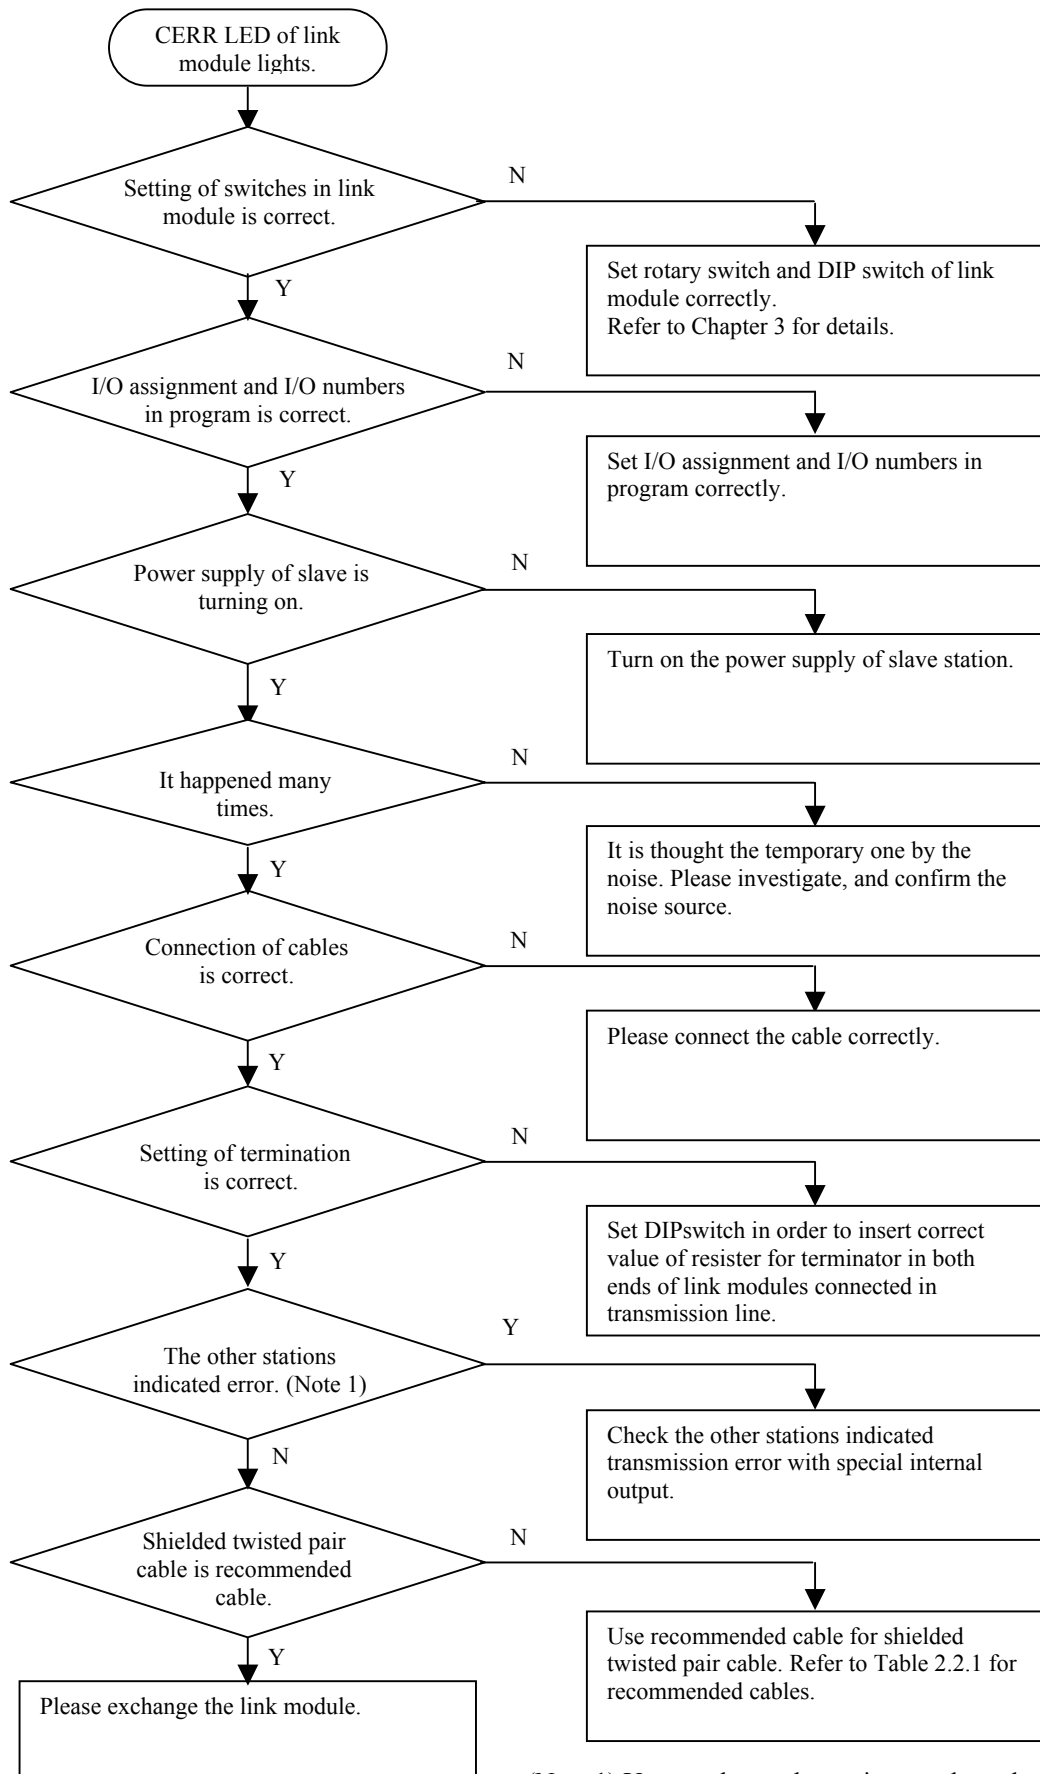 CERR LED of link
module lights.
Setting of switches in link
module is correct.
N
Y
Set rotary switch and DIP switch of link
module correctly.
Refer to Chapter 3 for details.
I/O assignment and I/O numbers
in program is correct.
N
Y
Set I/O assignment and I/O numbers in
program correctly.
Power supply of slave is
turning on.
N
Y
Turn on the power supply of slave station.
It happened many
times.
N
Y
It is thought the temporary one by the
noise. Please investigate, and confirm the
noise source.
Connection of cables
is correct.
N
Y
Please connect the cable correctly.
Setting of termination
is correct.
N
Y
Set DIPswitch in order to insert correct
value of resister for terminator in both
ends of link modules connected in
transmission line.
The other stations
indicated error. (Note 1)
Y
N
Check the other stations indicated
transmission error with special internal
output.
Shielded twisted pair
cable is recommended
cable.
N
Y
Use recommended cable for shielded
twisted pair cable. Refer to Table 2.2.1 for
recommended cables.
Please exchange the link module.